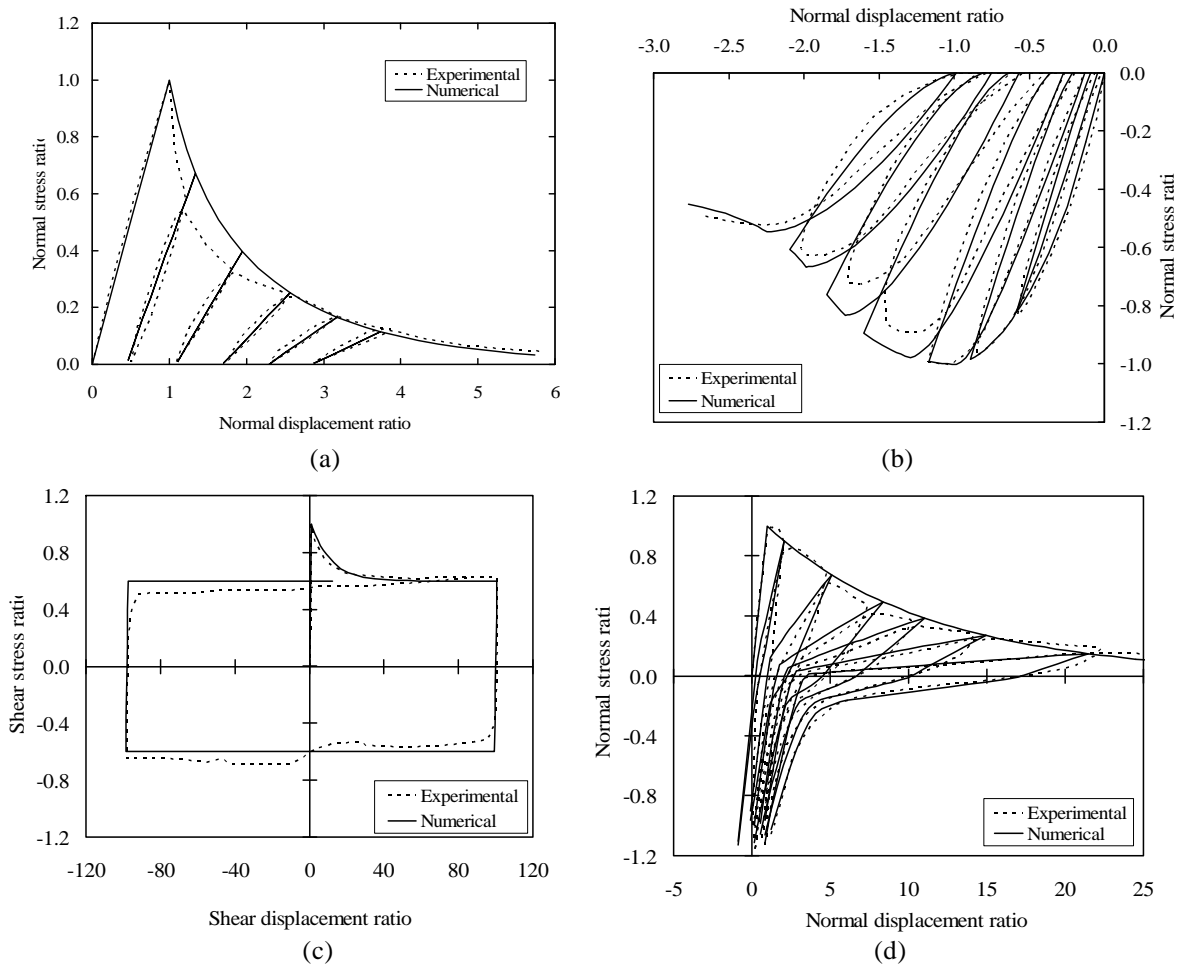 1.2
1.0
0.8
0.6
0.4
0.2
0.0
0 1 2 3 4 5 6
Normal stress ratio
Normal displacement ratio
Experimental
Numerical
(a)
Normal displacement ratio
-3.0 -2.5 -2.0 -1.5 -1.0 -0.5 0.0
0.0
-0.2
-0.4
-0.6
-0.8
-1.0
-1.2
Normal stress rati
Experimental
Numerical
(b)
1.2
0.8
0.4
0.0
-0.4
-0.8
-1.2
-120 -80 -40 0 40 80 120
Shear stress ratio
Shear displacement ratio
Experimental
Numerical
(c)
1.2
0.8
0.4
0.0
-0.4
-0.8
-1.2
-5 0 5 10 15 20 25
Normal stress rati
Normal displacement ratio
Experimental
Numerical
(d)